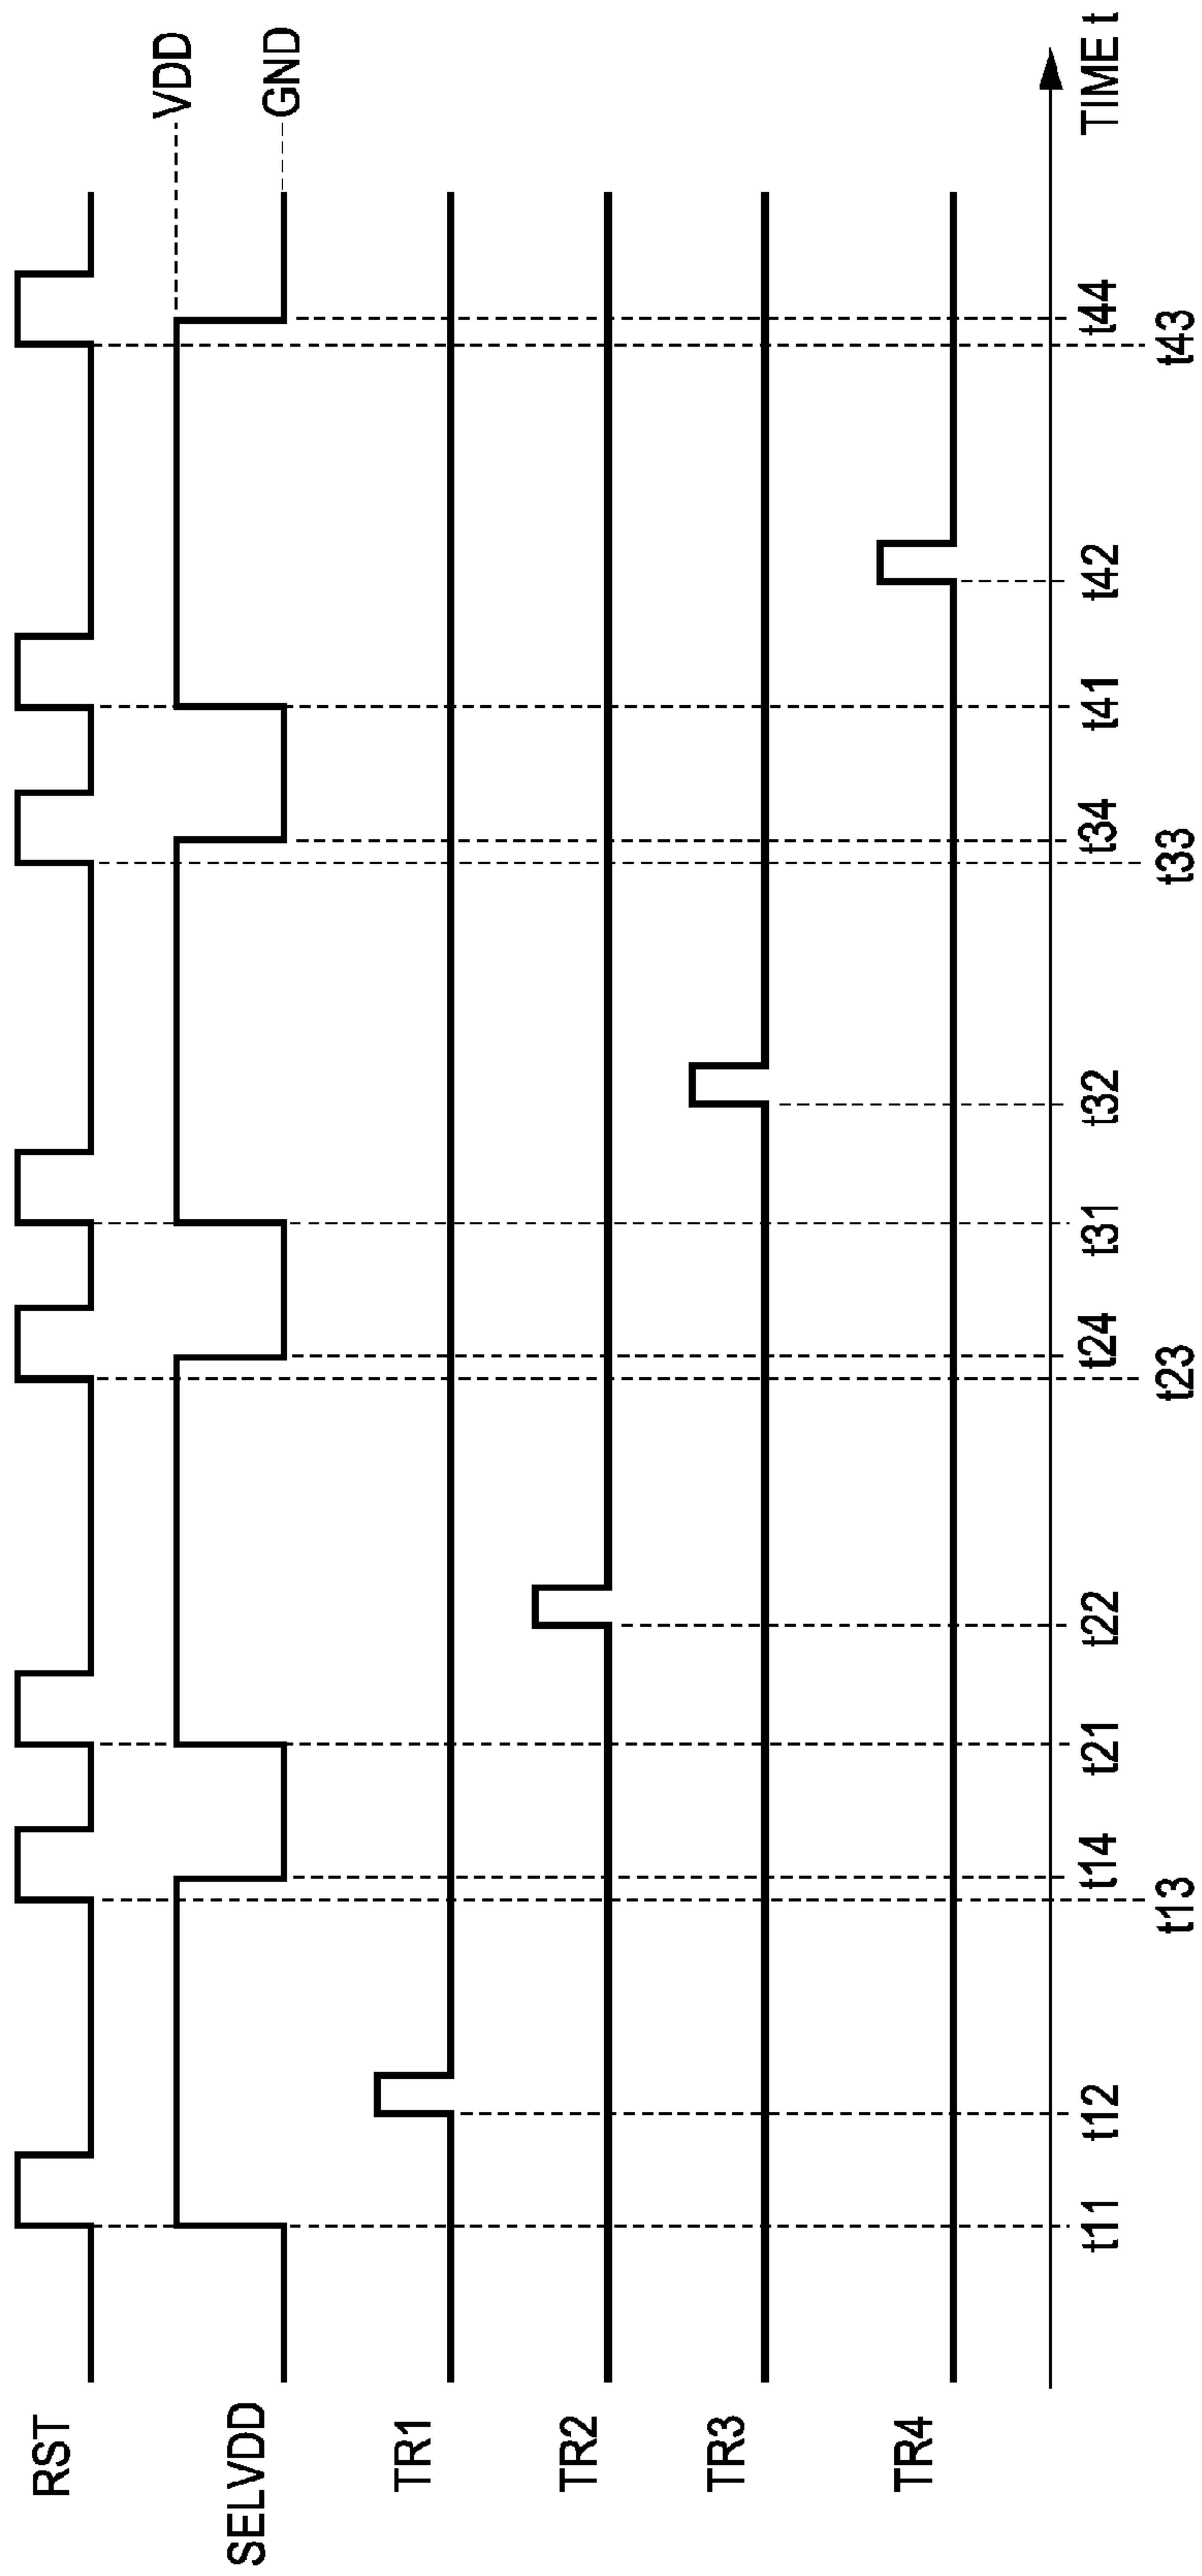 RST
VDD
SELVDD
GND
TR1
TR2
TR3
TR4
t11 t12 t14 t21 t22 t24 t31 t32 t34 t41 t42 t44 TIME t
t13 t23 t33 t43